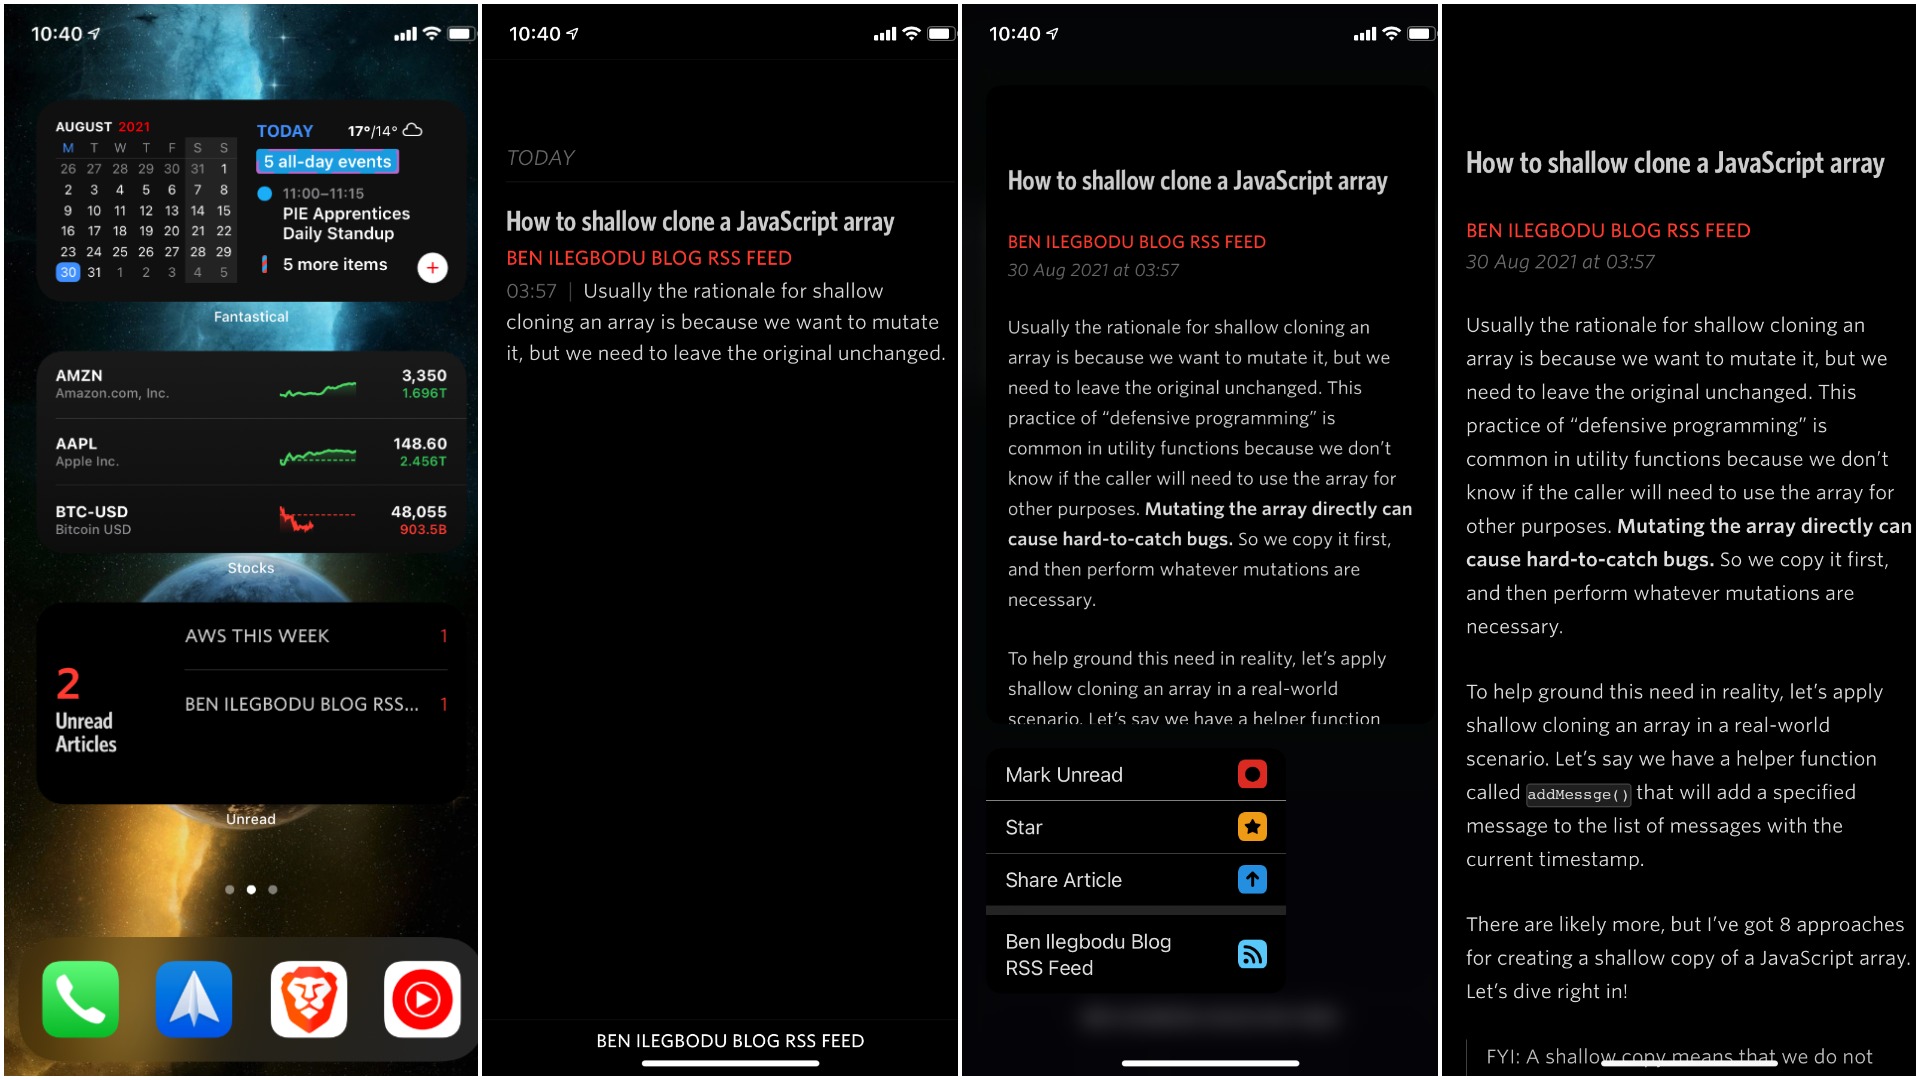 10:40
AUGUST 2021
M T W T F S S
26 27 28 29 30 31 1
2 3 4 5 6 7 8
9 10 11 12 13 14 15
16 17 18 19 20 21 22
23 24 25 26 27 28 29
30 31 1 2 3 4 5
TODAY 17°/14°
5 all-day events
11:00–11:15
PIE Apprentices
Daily Standup
5 more items
Fantastical
AMZN 3,350
Amazon.com, Inc. 1.696T
AAPL 148.60
Apple Inc. 2.456T
BTC-USD 48,055
Bitcoin USD 903.5B
Stocks
2
Unread
Articles
AWS THIS WEEK 1
BEN ILEGBODU BLOG RSS... 1
Unread
10:40
TODAY
How to shallow clone a JavaScript array
BEN ILEGBODU BLOG RSS FEED
03:57 | Usually the rationale for shallow
cloning an array is because we want to mutate
it, but we need to leave the original unchanged.
BEN ILEGBODU BLOG RSS FEED
10:40
How to shallow clone a JavaScript array
BEN ILEGBODU BLOG RSS FEED
30 Aug 2021 at 03:57
Usually the rationale for shallow cloning an
array is because we want to mutate it, but we
need to leave the original unchanged. This
practice of “defensive programming” is
common in utility functions because we don’t
know if the caller will need to use the array for
other purposes. Mutating the array directly can
cause hard-to-catch bugs. So we copy it first,
and then perform whatever mutations are
necessary.
To help ground this need in reality, let’s apply
shallow cloning an array in a real-world
scenario. Let’s say we have a helper function
Mark Unread
Star
Share Article
Ben Ilegbodu Blog
RSS Feed
How to shallow clone a JavaScript array
BEN ILEGBODU BLOG RSS FEED
30 Aug 2021 at 03:57
Usually the rationale for shallow cloning an
array is because we want to mutate it, but we
need to leave the original unchanged. This
practice of “defensive programming” is
common in utility functions because we don’t
know if the caller will need to use the array for
other purposes. Mutating the array directly can
cause hard-to-catch bugs. So we copy it first,
and then perform whatever mutations are
necessary.
To help ground this need in reality, let’s apply
shallow cloning an array in a real-world
scenario. Let’s say we have a helper function
called addMessge() that will add a specified
message to the list of messages with the
current timestamp.
There are likely more, but I’ve got 8 approaches
for creating a shallow copy of a JavaScript array.
Let’s dive right in!
FYI: A shallow copy means that we do not